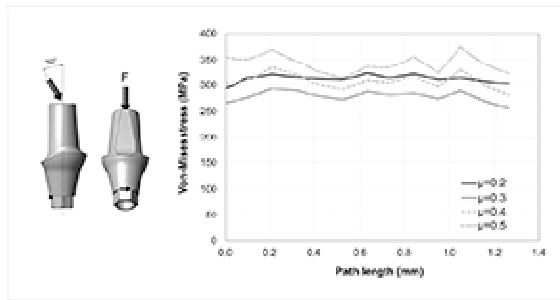 F
Von-Mises stress (MPa)
400
350
300
250
200
150
100
50
0
0.0 0.2 0.4 0.6 0.8 1.0 1.2 1.4
Path length (mm)
μ=0.2
μ=0.3
μ=0.4
μ=0.5